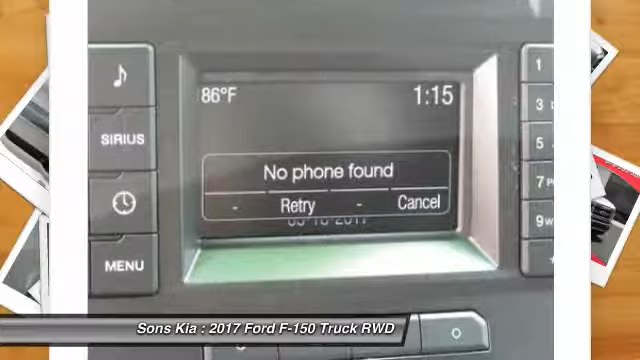 86°F 1:15
SIRIUS
No phone found
- Retry - Cancel
MENU
1
3
5
7
9
Sons Kia : 2017 Ford F-150 Truck RWD